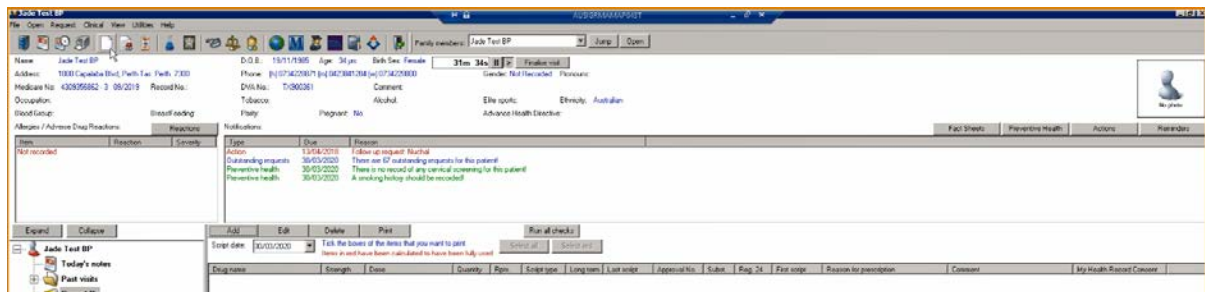 Jade Test BP
AUSGRMAMAPGK1T
File Open Request Clinical View Utilities Help
Family members: Jade Test BP Jump Open
Name: Jade Test BP D.O.B.: 19/11/1985 Age: 34 yrs Birth Sex: Female 31m 34s Finalise visit
Address: 1000 Capalaba Blvd, Perth Tas Perth 7300 Phone: Gender: Not Recorded Pronouns:
Medicare No: 4309356862 - 3 09/2019 Record No.: DVA No.: TX900361 Comment:
Occupation: Tobacco: Alcohol: Elite sports: Ethnicity: Australian
Blood Group: Breast Feeding: Parity: Pregnant: No Advance Health Directive:
No photo
Allergies / Adverse Drug Reactions: Reactions Notifications: Fact Sheets Preventive Health Actions Reminders
Item Reaction Severity Type Due Reason
Not recorded Action 13/04/2018 Follow up request: Nuchal
Outstanding requests 30/03/2020 There are 67 outstanding requests for this patient!
Preventive health 30/03/2020 There is no record of any cervical screening for this patient!
Preventive health 30/03/2020 A smoking history should be recorded!
Expand Collapse Add Edit Delete Print Run all checks
Jade Test BP Script date: 30/03/2020 Tick the boxes of the items that you want to print Select all Select
Items in red have been calculated to have been fully used
Today's notes
Drug name Strength Dose Quantity Rpts Script type Long term Last script Approval No. Subst. Reg. 24 First script Reason for prescription Comment My Health Record Consent
Past visits